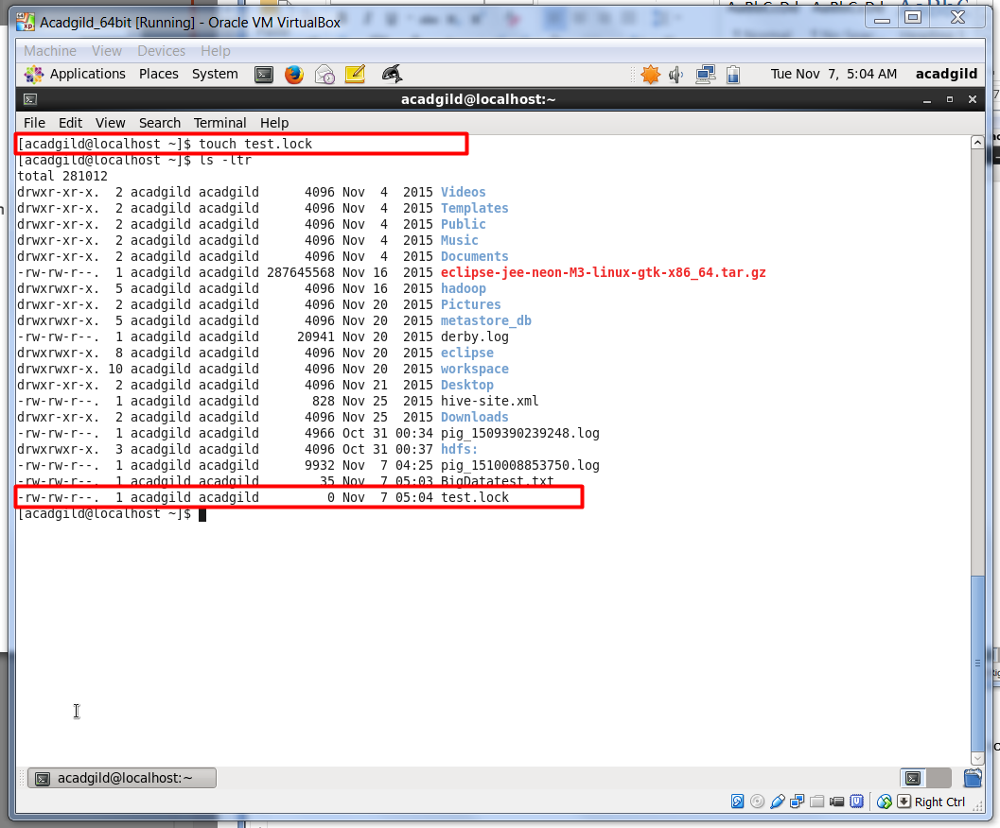 Acadgild_64bit [Running] - Oracle VM VirtualBox
Machine View Devices Help
Applications Places System Tue Nov 7, 5:04 AM acadgild
acadgild@localhost:~
File Edit View Search Terminal Help
[acadgild@localhost ~]$ touch test.lock
[acadgild@localhost ~]$ ls -ltr
total 281012
drwxr-xr-x. 2 acadgild acadgild 4096 Nov 4 2015 Videos
drwxr-xr-x. 2 acadgild acadgild 4096 Nov 4 2015 Templates
drwxr-xr-x. 2 acadgild acadgild 4096 Nov 4 2015 Public
drwxr-xr-x. 2 acadgild acadgild 4096 Nov 4 2015 Music
drwxr-xr-x. 2 acadgild acadgild 4096 Nov 4 2015 Documents
-rw-rw-r--. 1 acadgild acadgild 287645568 Nov 16 2015 eclipse-jee-neon-M3-linux-gtk-x86_64.tar.gz
drwxrwxr-x. 5 acadgild acadgild 4096 Nov 16 2015 hadoop
drwxr-xr-x. 2 acadgild acadgild 4096 Nov 20 2015 Pictures
drwxrwxr-x. 5 acadgild acadgild 4096 Nov 20 2015 metastore_db
-rw-rw-r--. 1 acadgild acadgild 20941 Nov 20 2015 derby.log
drwxrwxr-x. 8 acadgild acadgild 4096 Nov 20 2015 eclipse
drwxrwxr-x. 10 acadgild acadgild 4096 Nov 20 2015 workspace
drwxr-xr-x. 2 acadgild acadgild 4096 Nov 21 2015 Desktop
-rw-rw-r--. 1 acadgild acadgild 828 Nov 25 2015 hive-site.xml
drwxr-xr-x. 2 acadgild acadgild 4096 Nov 25 2015 Downloads
-rw-rw-r--. 1 acadgild acadgild 4966 Oct 31 00:34 pig_1509390239248.log
drwxrwxr-x. 3 acadgild acadgild 4096 Oct 31 00:37 hdfs:
-rw-rw-r--. 1 acadgild acadgild 9932 Nov 7 04:25 pig_1510008853750.log
-rw-rw-r--. 1 acadgild acadgild 35 Nov 7 05:03 BigDatatest.txt
-rw-rw-r--. 1 acadgild acadgild 0 Nov 7 05:04 test.lock
[acadgild@localhost ~]$
acadgild@localhost:~
Right Ctrl